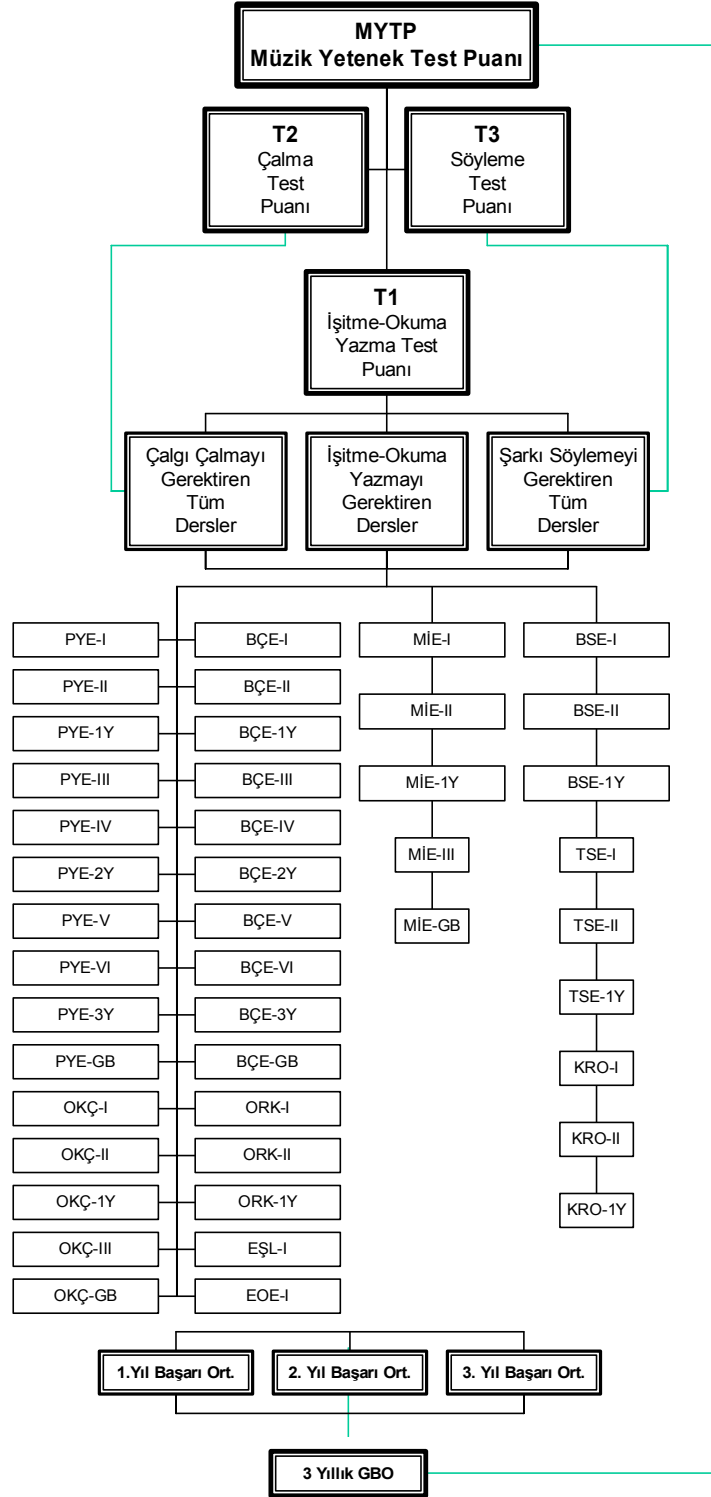 MYTP
Müzik Yetenek Test Puanı
T2
Çalma
Test
Puanı
T3
Söyleme
Test
Puanı
T1
İşitme-Okuma
Yazma Test
Puanı
Çalgı Çalmayı
Gerektiren
Tüm
Dersler
İşitme-Okuma
Yazmayı
Gerektiren
Dersler
Şarkı Söylemeyi
Gerektiren
Tüm
Dersler
PYE-I
PYE-II
PYE-1Y
PYE-III
PYE-IV
PYE-2Y
PYE-V
PYE-VI
PYE-3Y
PYE-GB
OKÇ-I
OKÇ-II
OKÇ-1Y
OKÇ-III
OKÇ-GB
BÇE-I
BÇE-II
BÇE-1Y
BÇE-III
BÇE-IV
BÇE-2Y
BÇE-V
BÇE-VI
BÇE-3Y
BÇE-GB
ORK-I
ORK-II
ORK-1Y
EŞL-I
EOE-I
MİE-I
MİE-II
MİE-1Y
MİE-III
MİE-GB
BSE-I
BSE-II
BSE-1Y
TSE-I
TSE-II
TSE-1Y
KRO-I
KRO-II
KRO-1Y
1.Yıl Başarı Ort.
2. Yıl Başarı Ort.
3. Yıl Başarı Ort.
3 Yıllık GBO